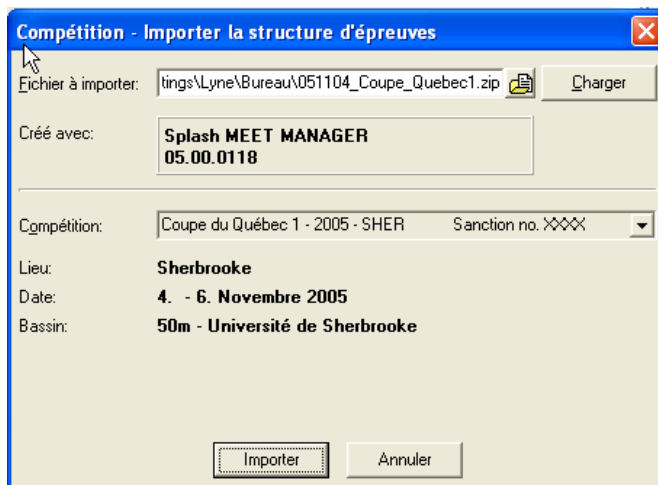 Compétition - Importer la structure d'épreuves
Fichier à importer: tings\Lyne\Bureau\051104_Coupe_Quebec1.zip Charger
Créé avec: Splash MEET MANAGER
05.00.0118
Compétition: Coupe du Québec 1 - 2005 - SHER Sanction no. XXXX
Lieu: Sherbrooke
Date: 4. - 6. Novembre 2005
Bassin: 50m - Université de Sherbrooke
Importer Annuler